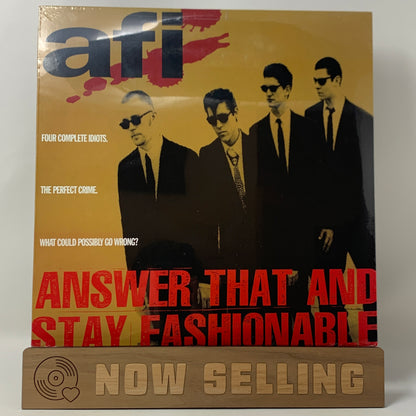 afi
FOUR COMPLETE IDIOTS.
THE PERFECT CRIME.
WHAT COULD POSSIBLY GO WRONG?
ANSWER THAT AND
STAY FASHIONABLE
NOW SELLING